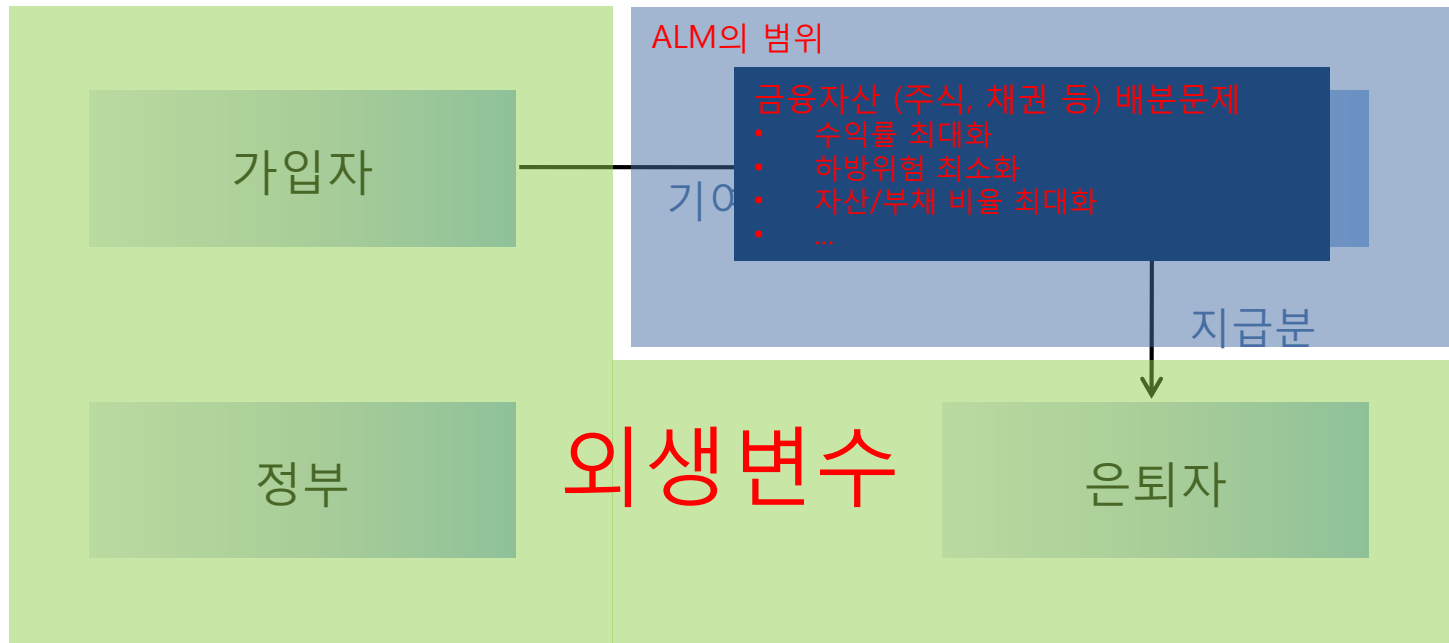 ALM의 범위
금융자산 (주식, 채권 등) 배분문제
• 수익률 최대화
• 하방위험 최소화
• 자산/부채 비율 최대화
• ...
가입자
지급분
정부
외생변수
은퇴자